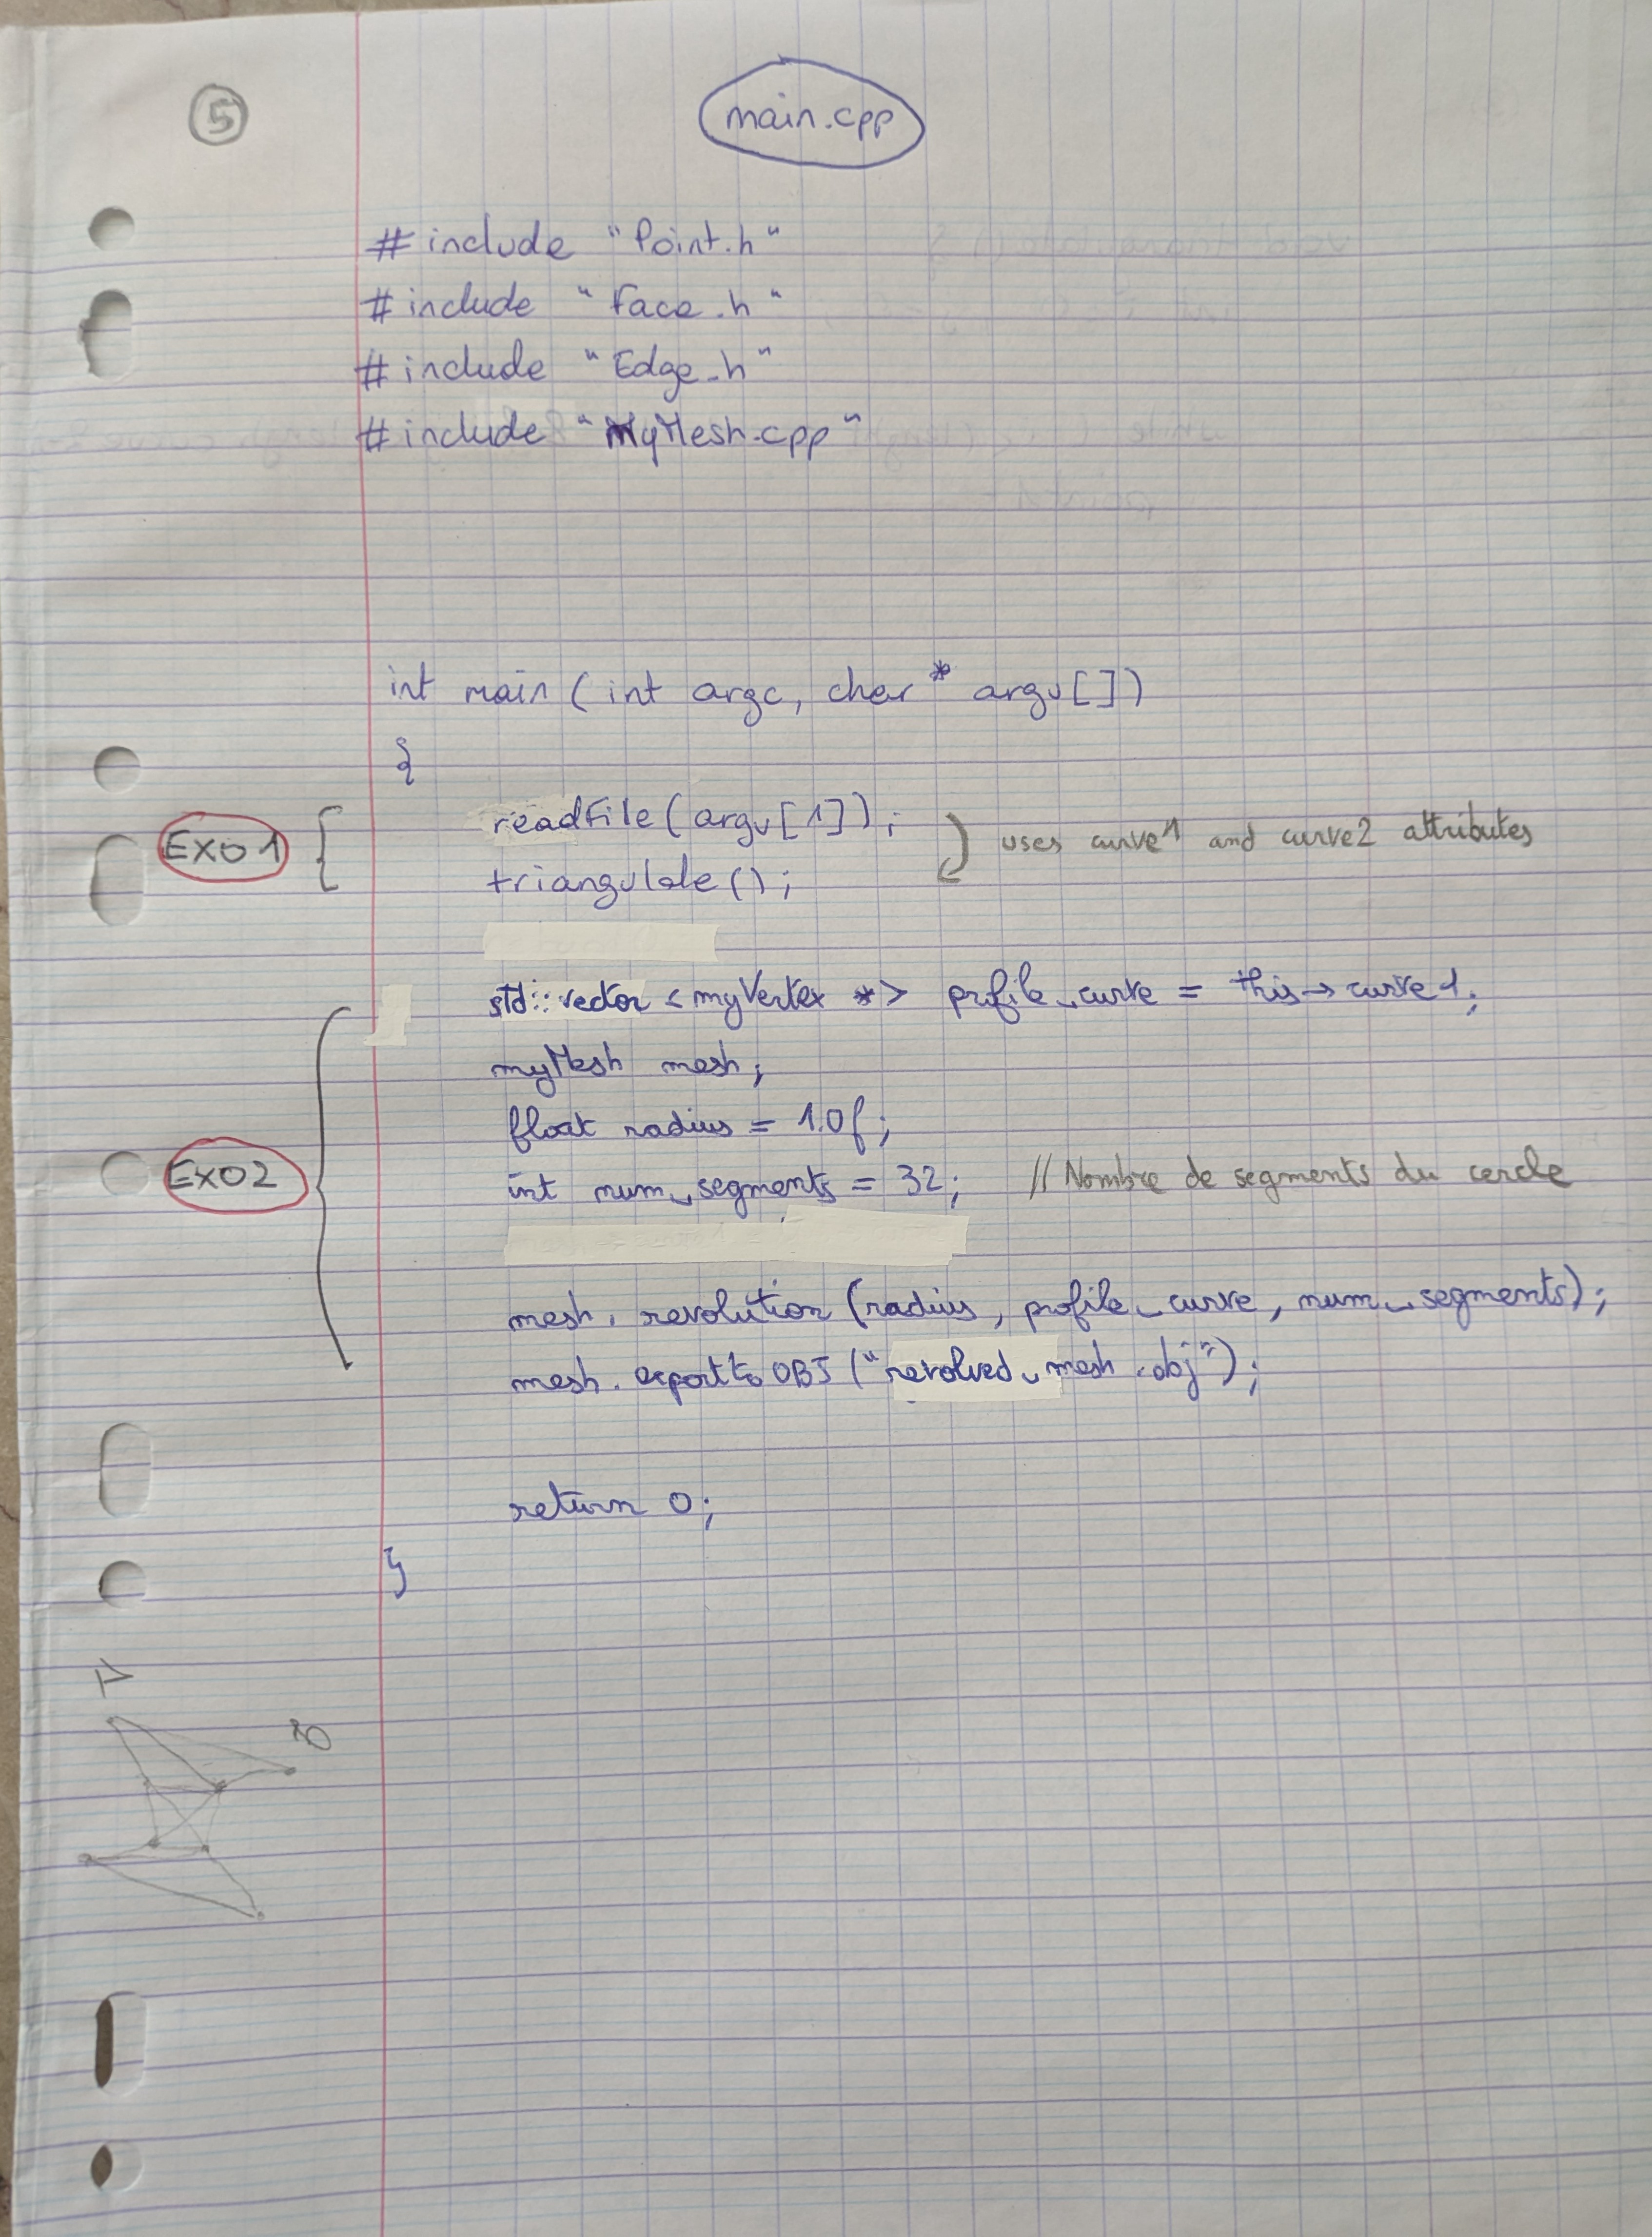 5
main.cpp
#include "Point.h"
#include "Face.h"
#include "Edge.h"
#include "MyMesh.cpp"
int main (int argc, char* argv[])
{
EXO1
readFile(argv[1]);
uses curve1 and curve2 attributes
triangulate();
std::vector<myVertex *> profile_curve = this→curve1;
myMesh mesh;
float radius = 1.0f;
EXO2
int num_segments = 32; // Nombre de segments du cercle
mesh.revolution (radius, profile_curve, num_segments);
mesh.exporttoOBJ ("revolved_mesh.obj");
return 0;
}